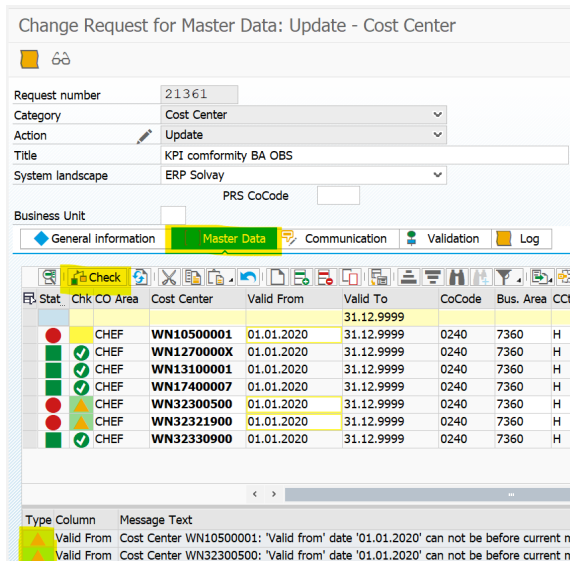 Change Request for Master Data: Update - Cost Center
Request number 21361
Category Cost Center
Action Update
Title KPI comformity BA OBS
System landscape ERP Solvay
PRS CoCode
Business Unit
General information Master Data Communication Validation Log
Check
Stat Chk CO Area Cost Center Valid From Valid To CoCode Bus. Area CCt
31.12.9999
CHEF WN10500001 01.01.2020 31.12.9999 0240 7360 H
CHEF WN1270000X 01.01.2020 31.12.9999 0240 7360 H
CHEF WN13100001 01.01.2020 31.12.9999 0240 7360 H
CHEF WN17400007 01.01.2020 31.12.9999 0240 7360 H
CHEF WN32300500 01.01.2020 31.12.9999 0240 7360 H
CHEF WN32321900 01.01.2020 31.12.9999 0240 7360 H
CHEF WN32330900 01.01.2020 31.12.9999 0240 7360 H
Type Column Message Text
Valid From Cost Center WN10500001: 'Valid from' date '01.01.2020' can not be before current n
Valid From Cost Center WN32300500: 'Valid from' date '01.01.2020' can not be before current n